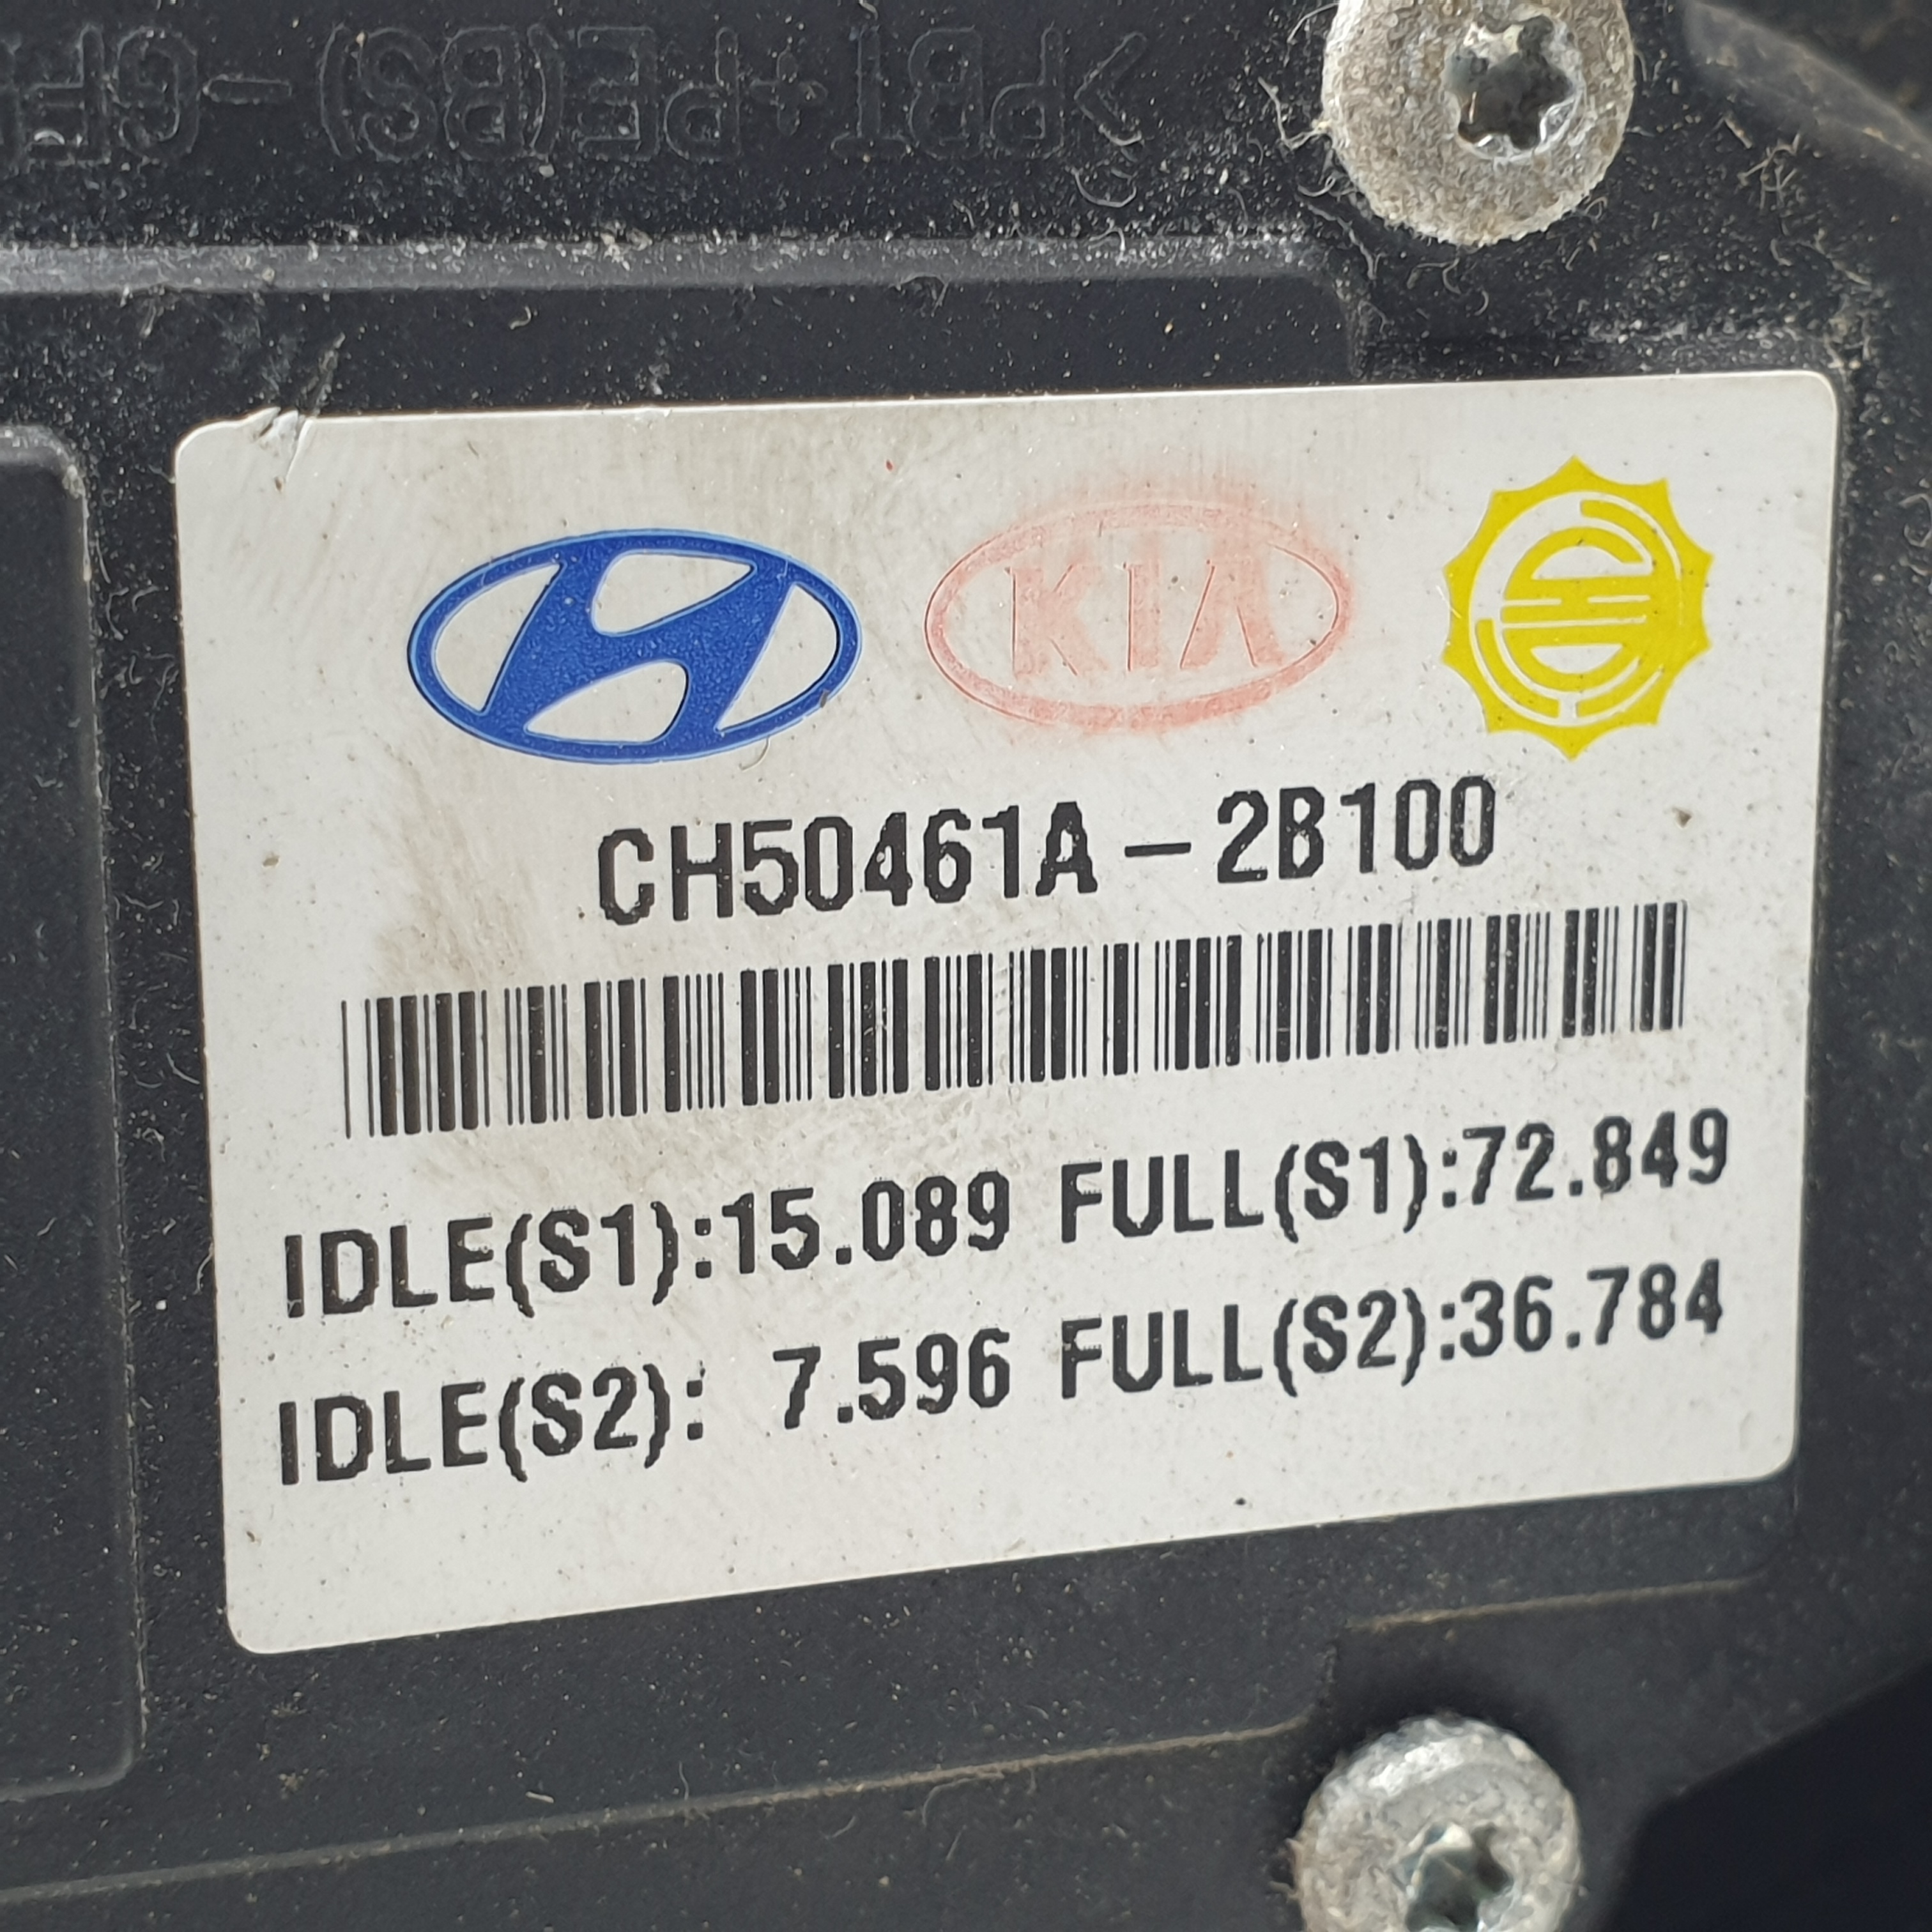 >PBT+PE(BS)-GF
KIA
CH50461A-2B100
IDLE(S1):15.089 FULL(S1):72.849
IDLE(S2): 7.596 FULL(S2):36.784